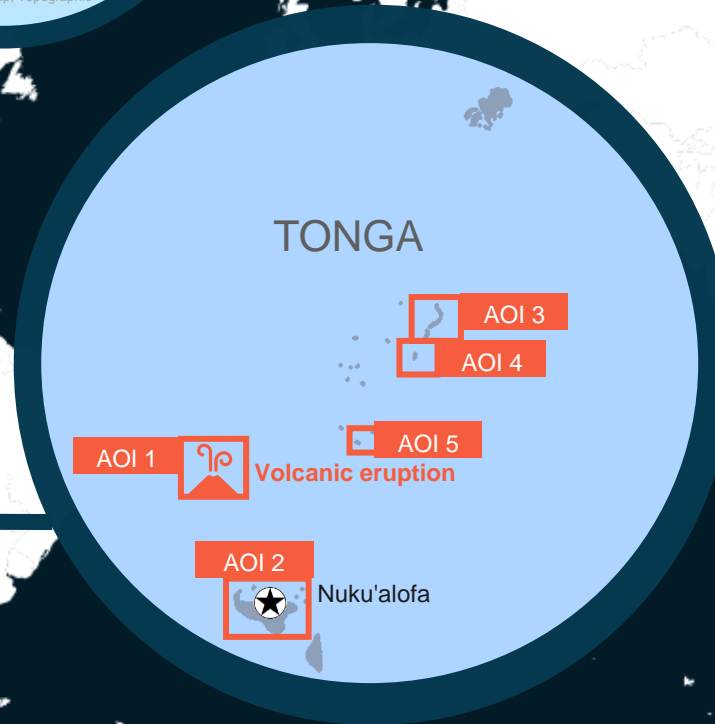 TONGA
AOI 3
AOI 4
AOI 5
AOI 1
Volcanic eruption
AOI 2
Nuku'alofa